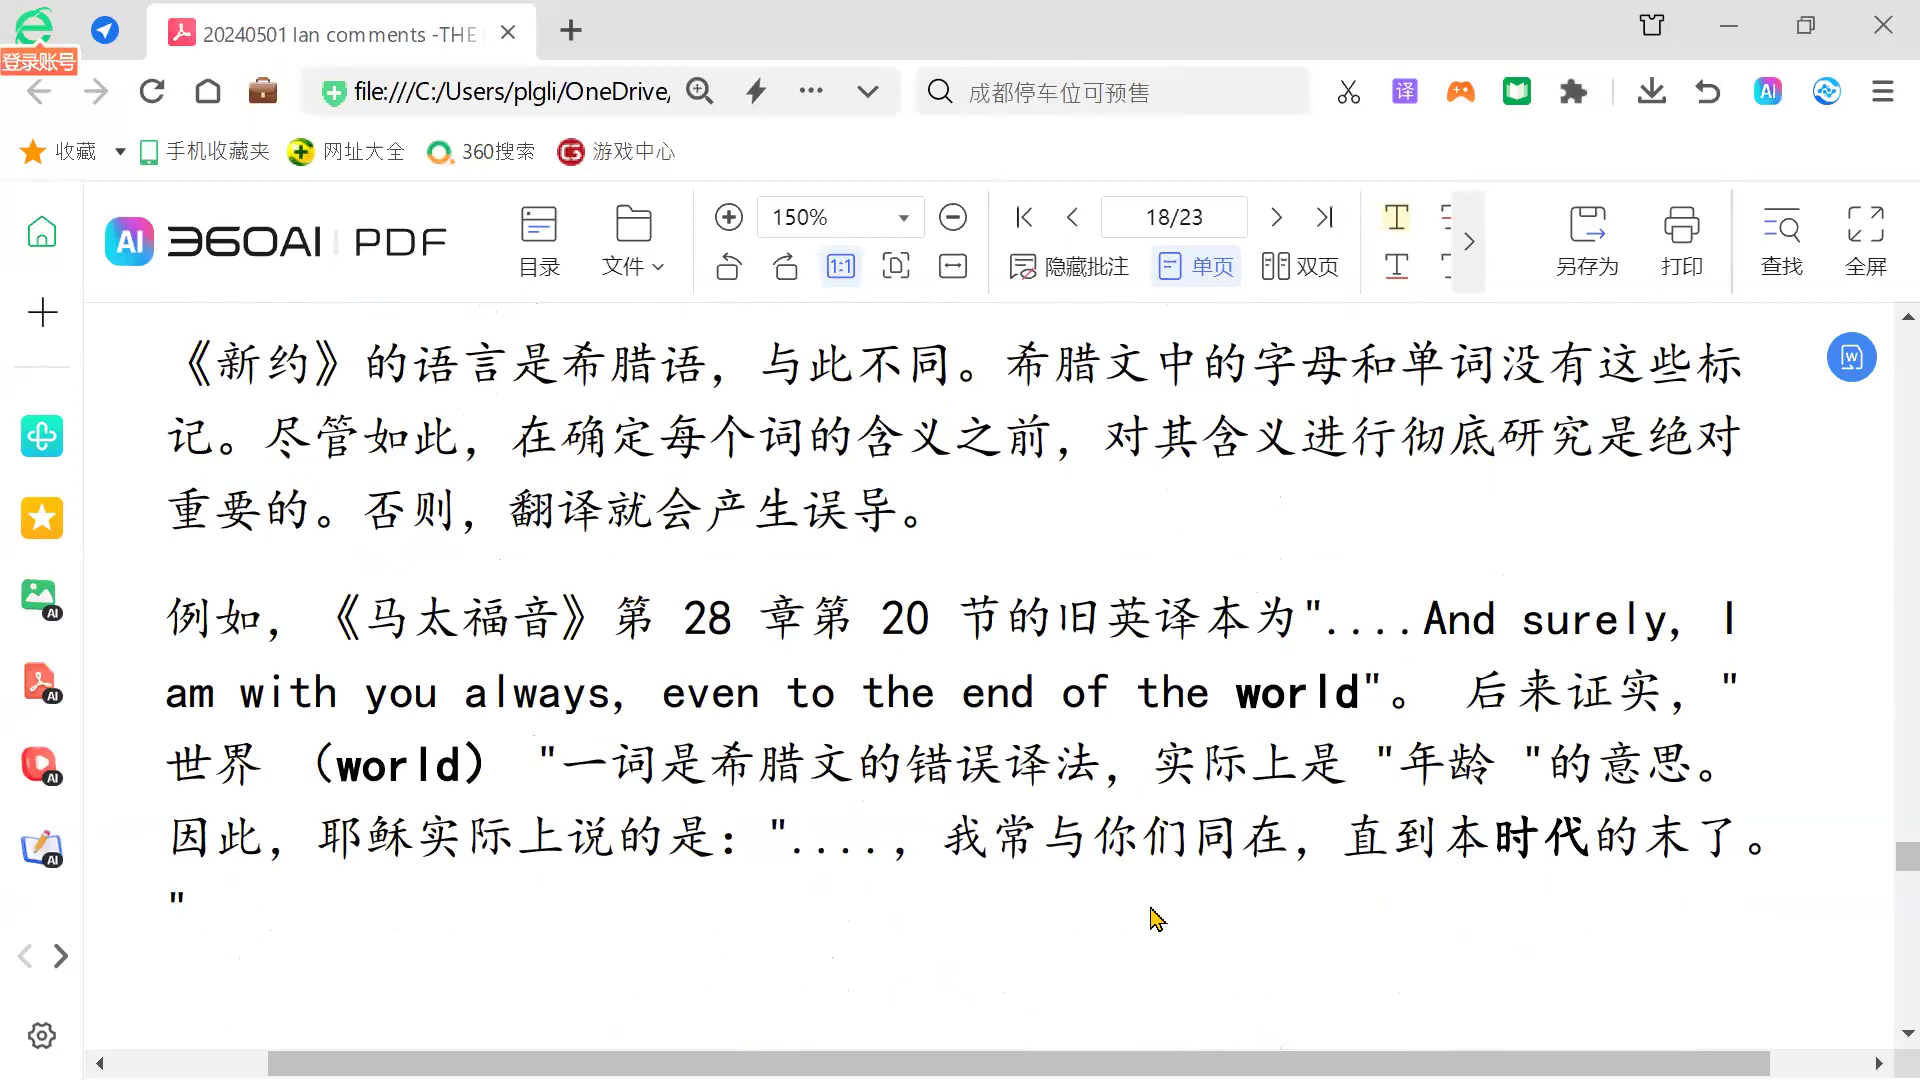 20240501 Ian comments -THE
登录账号
file:///C:/Users/plgli/OneDrive,
成都停车位可预售
译
AI
收藏
手机收藏夹
网址大全
360搜索
游戏中心
AI 360AI PDF
目录
文件
150%
1:1
18/23
隐藏批注
单页
双页
另存为
打印
查找
全屏
《新约》的语言是希腊语，与此不同。希腊文中的字母和单词没有这些标
记。尽管如此，在确定每个词的含义之前，对其含义进行彻底研究是绝对
重要的。否则，翻译就会产生误导。
例如，《马太福音》第 28 章第 20 节的旧英译本为"....And surely, I
am with you always, even to the end of the world"。 后来证实，"
世界 （world） "一词是希腊文的错误译法，实际上是 "年龄 "的意思。
因此，耶稣实际上说的是："....，我常与你们同在，直到本时代的末了。
"
W
AI
AI
AI
AI